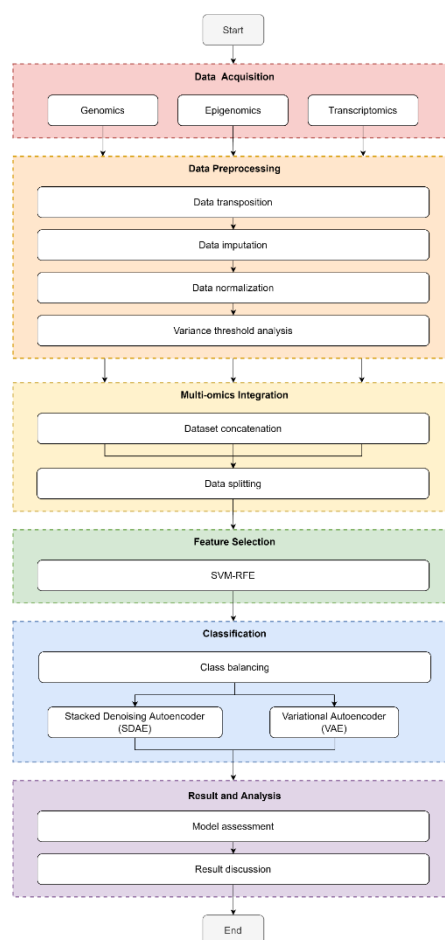 Start
Data Acquisition
Genomics
Epigenomics
Transcriptomics
Data Preprocessing
Data transposition
Data imputation
Data normalization
Variance threshold analysis
Multi-omics Integration
Dataset concatenation
Data splitting
Feature Selection
SVM-RFE
Classification
Class balancing
Stacked Denoising Autoencoder
(SDAE)
Variational Autoencoder
(VAE)
Result and Analysis
Model assessment
Result discussion
End